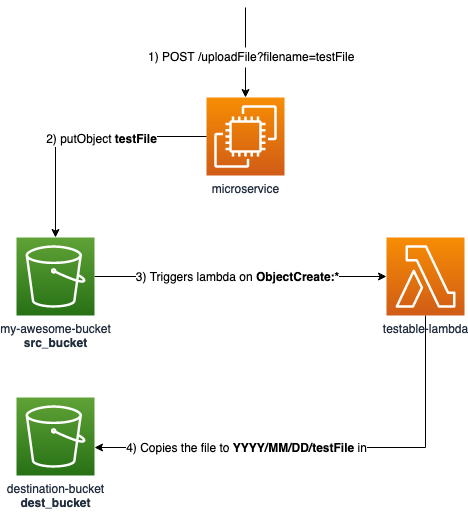 1) POST /uploadFile?filename=testFile
2) putObject testFile
microservice
3) Triggers lambda on ObjectCreate:*
my-awesome-bucket
src_bucket
testable-lambda
4) Copies the file to YYYY/MM/DD/testFile in
destination-bucket
dest_bucket